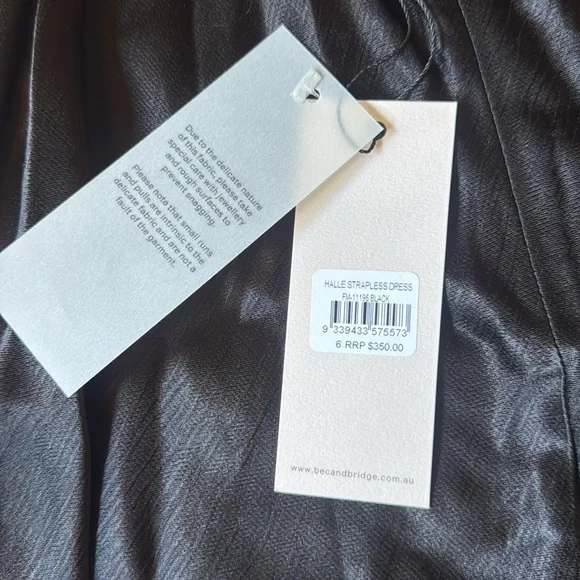 Due to the delicate nature
of this fabric, please take
special care with jewellery
and rough surfaces to
prevent snagging.
Please note that small runs
and pulls are intrinsic to the
delicate fabric and are not a
fault of the garment.
HALLE STRAPLESS DRESS
FM-11196 BLACK
9 339433 575573
6 RRP $350.00
www.becandbridge.com.au